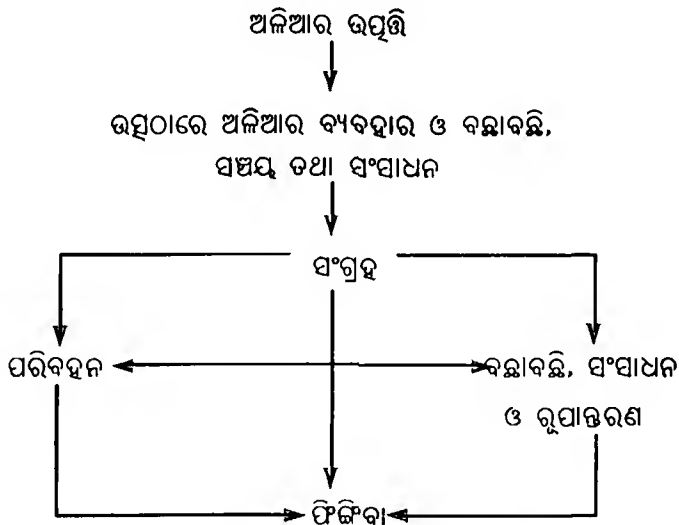 ଅଳିଆର ଉତ୍ପତ୍ତି
ଉତ୍ସଠାରେ ଅଳିଆର ବ୍ୟବହାର ଓ ବଛାବଛି,
ସଞ୍ଚୟ ତଥା ସଂସାଧନ
ସଂଗ୍ରହ
ପରିବହନ
ବଛାବଛି, ସଂସାଧନ
ଓ ରୂପାନ୍ତରଣ
ଫିଙ୍ଗିବା